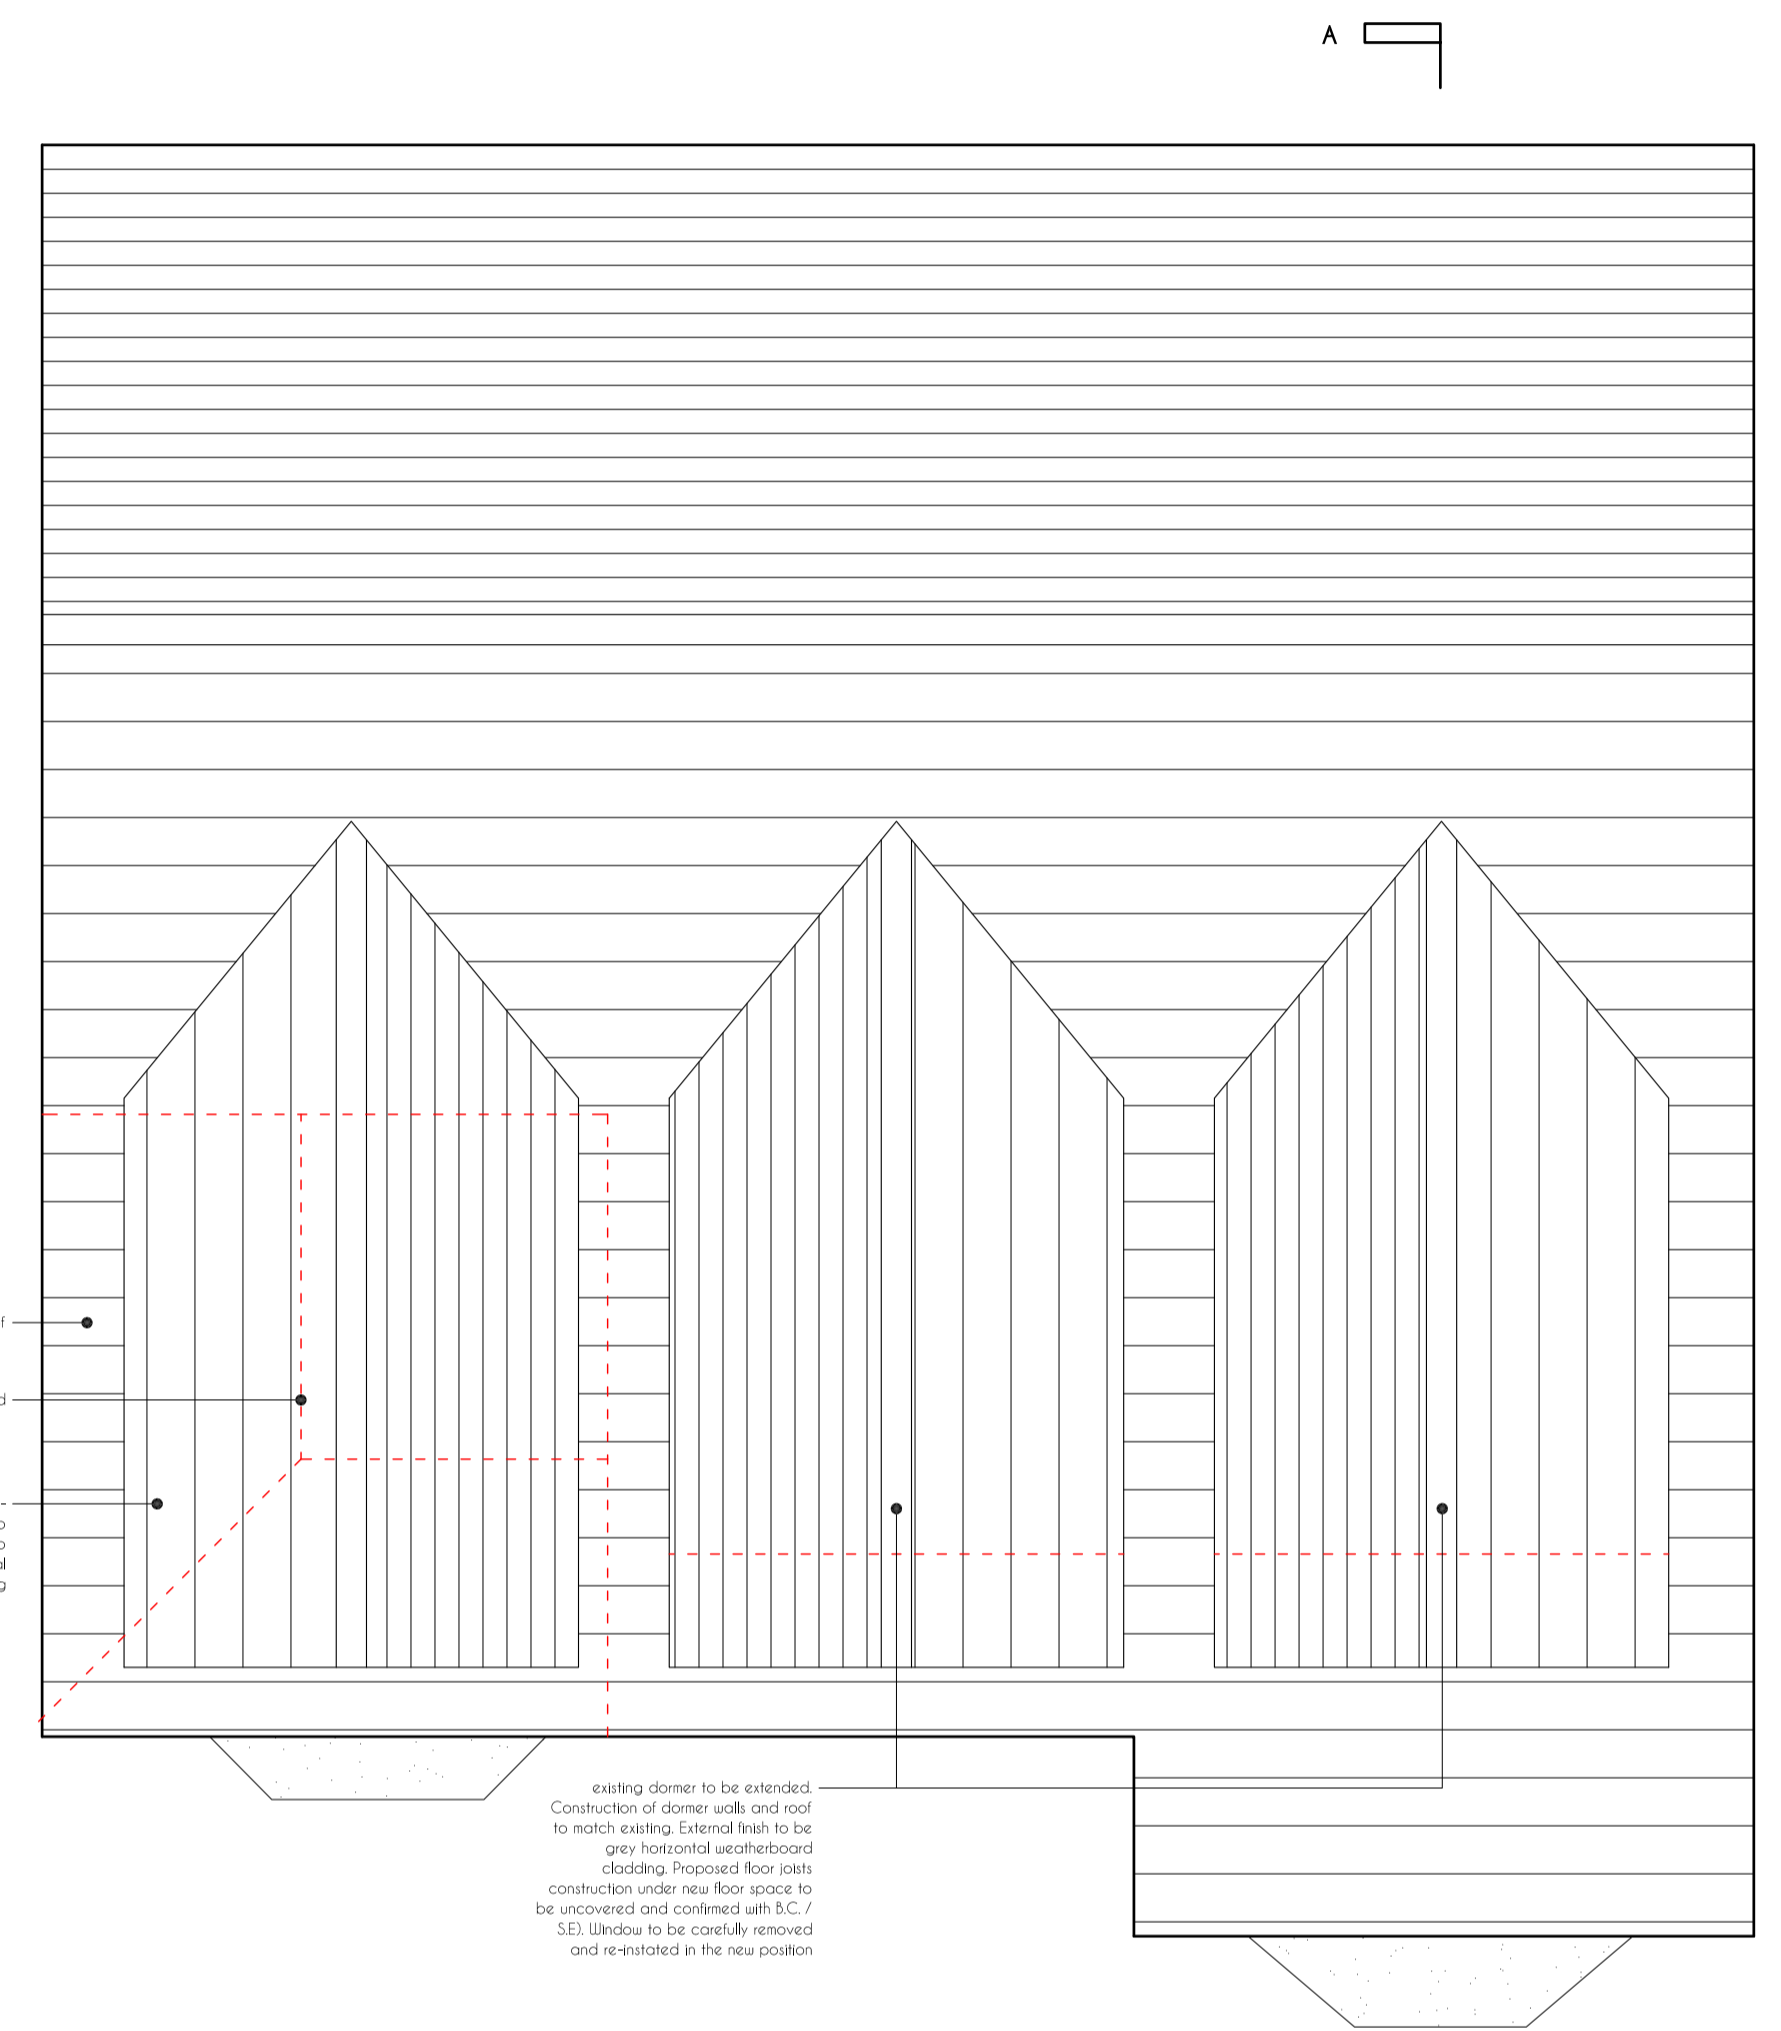 A
f
d
-
o
o
al
g
existing dormer to be extended.
Construction of dormer walls and roof
to match existing. External finish to be
grey horizontal weatherboard
cladding. Proposed floor joists
construction under new floor space to
be uncovered and confirmed with B.C. /
S.E). Window to be carefully removed
and re-instated in the new position